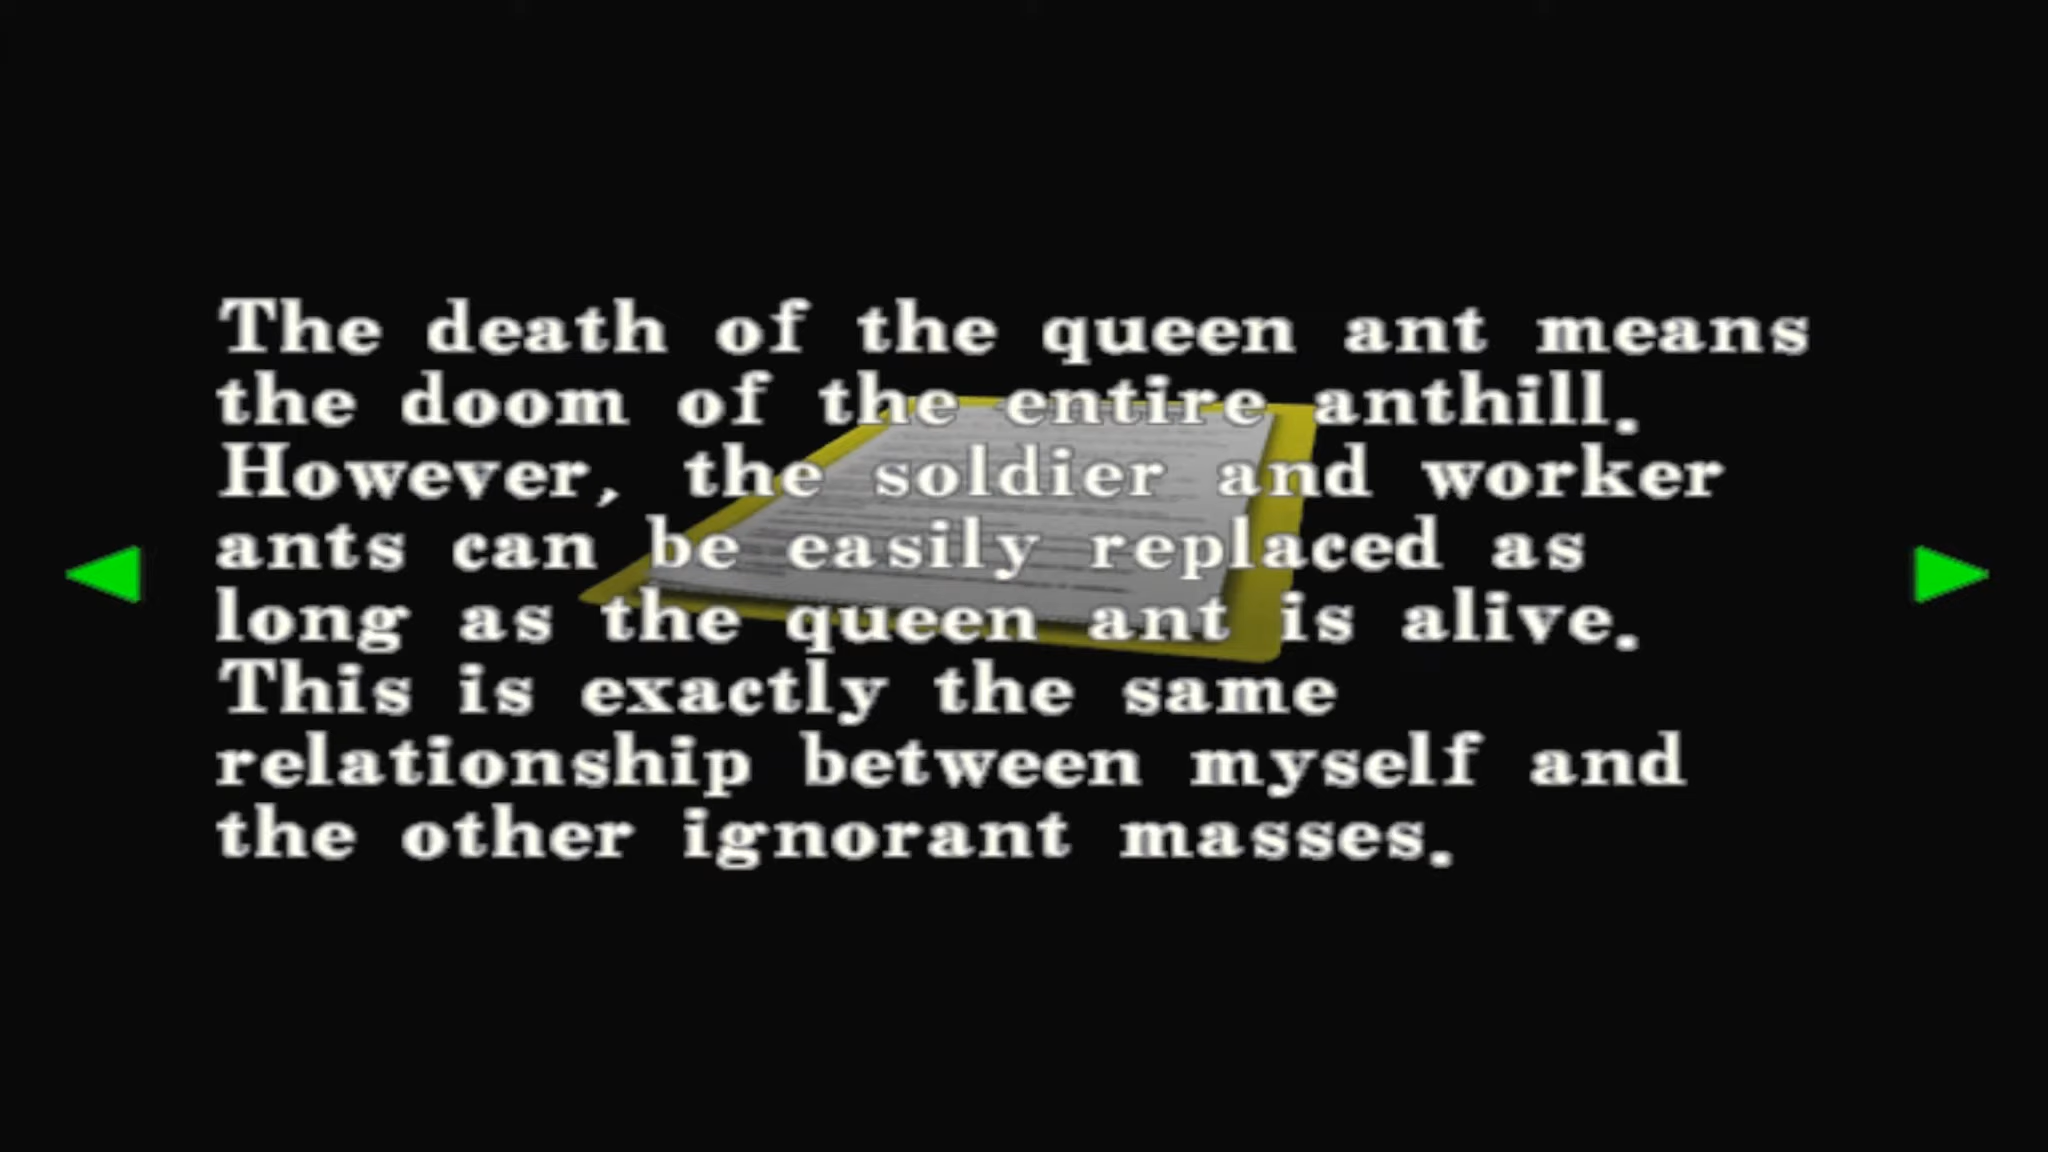 The death of the queen ant means
the doom of the entire anthill.
However, the soldier and worker
ants can be easily replaced as
long as the queen ant is alive.
This is exactly the same
relationship between myself and
the other ignorant masses.